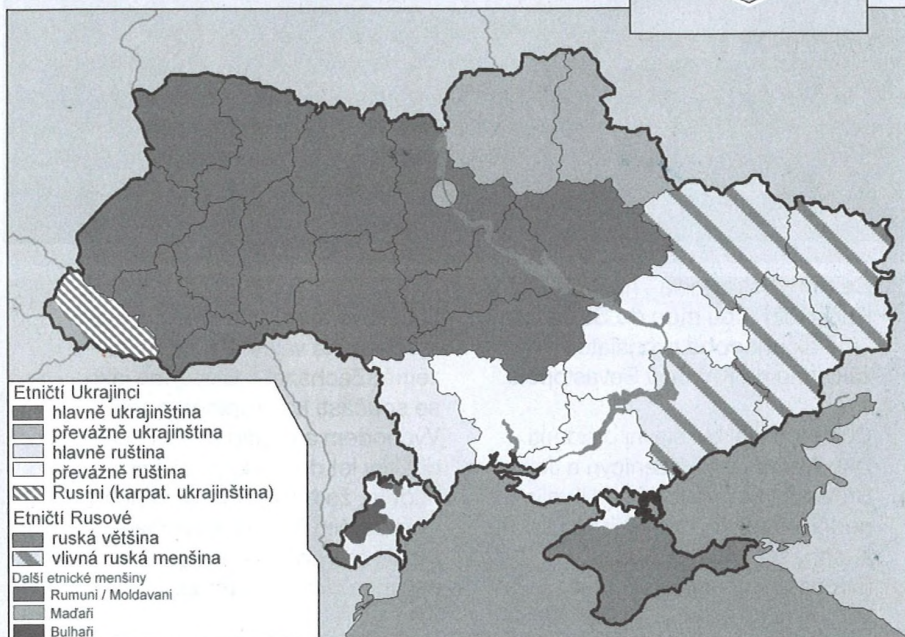 Etničtí Ukrajinci
hlavně ukrajinština
převážně ukrajinština
hlavně ruština
převážně ruština
Rusíni (karpat. ukrajinština)
Etničtí Rusové
ruská většina
vlivná ruská menšina
Další etnické menšiny
Rumuni / Moldavani
Maďaři
Bulhaři